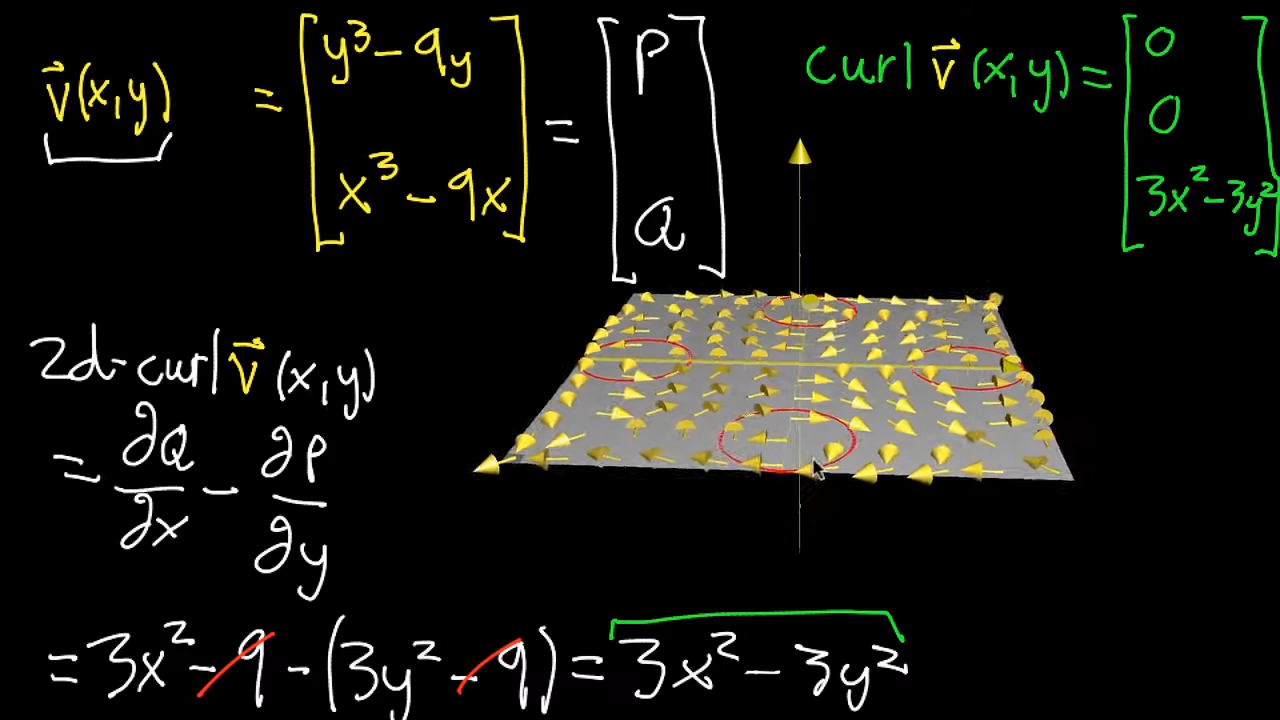 v⃗(x,y) = [y³ - 9y  x³ - 9x] = [P  Q]
curl v⃗(x,y) = [0  0  3x² - 3y²]
2d-curl v⃗(x,y)
= ∂Q/∂x - ∂P/∂y
= 3x² - 9 - (3y² - 9) = 3x² - 3y²